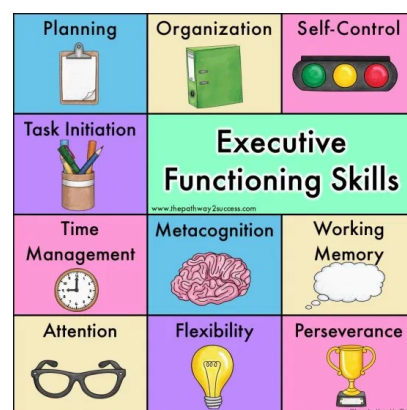 Planning
Organization
Self-Control
Task Initiation
Executive
Functioning Skills
www.thepathway2success.com
Time
Management
Metacognition
Working
Memory
Attention
Flexibility
Perseverance